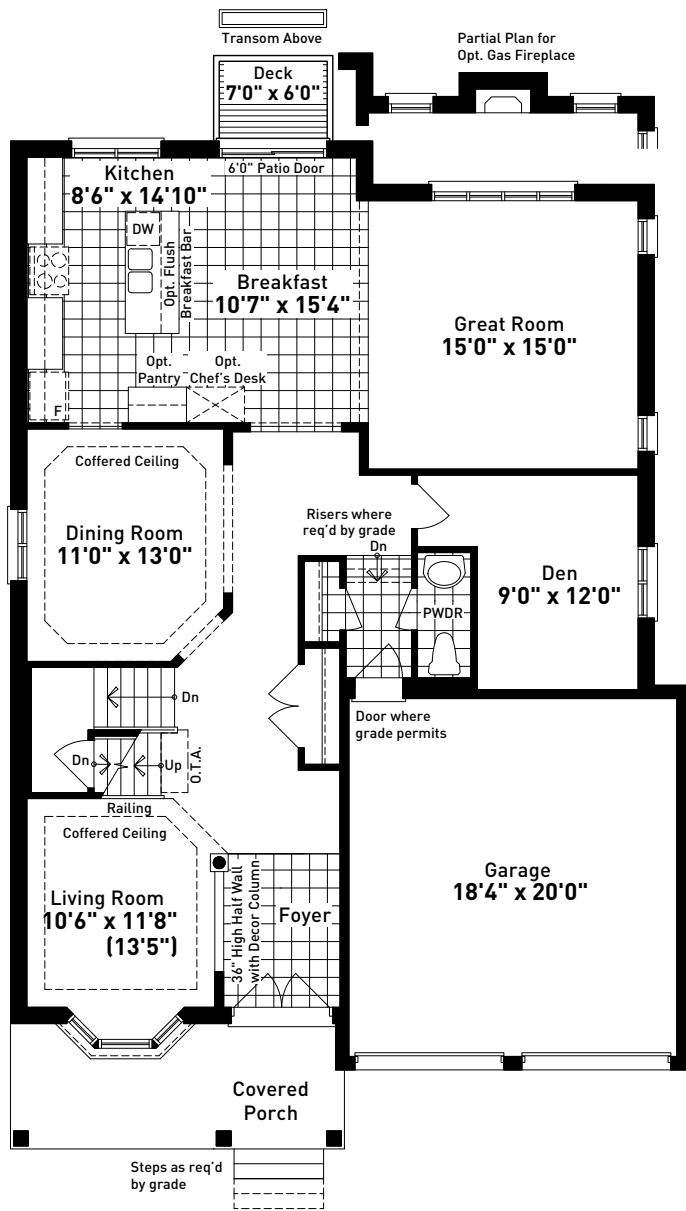 Transom Above
Partial Plan for
Opt. Gas Fireplace
Deck
7'0" x 6'0"
6'0" Patio Door
Kitchen
8'6" x 14'10"
DW
Opt. Flush
Breakfast Bar
Breakfast
10'7" x 15'4"
Great Room
15'0" x 15'0"
Opt.
Pantry
Opt.
Chef's Desk
F
Coffered Ceiling
Dining Room
11'0" x 13'0"
Risers where
req'd by grade
Dn
Den
9'0" x 12'0"
PWDR
Dn
Door where
grade permits
Dn
Up
O.T.A.
Railing
Coffered Ceiling
Living Room
10'6" x 11'8"
(13'5")
36" High Half Wall
with Decor Column
Foyer
Garage
18'4" x 20'0"
Covered
Porch
Steps as req'd
by grade